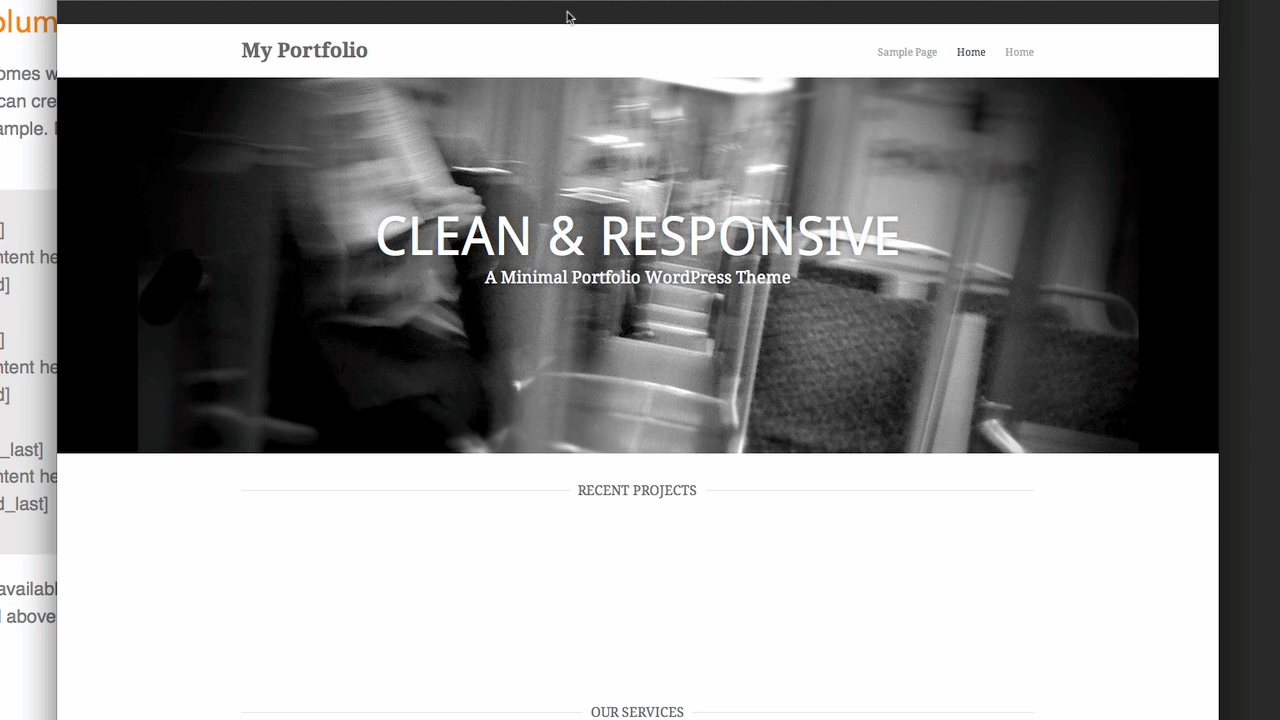 olum
omes w
can cre
ample. I
]
ntent he
d]
]
ntent he
d]
_last]
ntent he
d_last]
availabl
l above
My Portfolio
Sample Page Home Home
CLEAN & RESPONSIVE
A Minimal Portfolio WordPress Theme
RECENT PROJECTS
OUR SERVICES